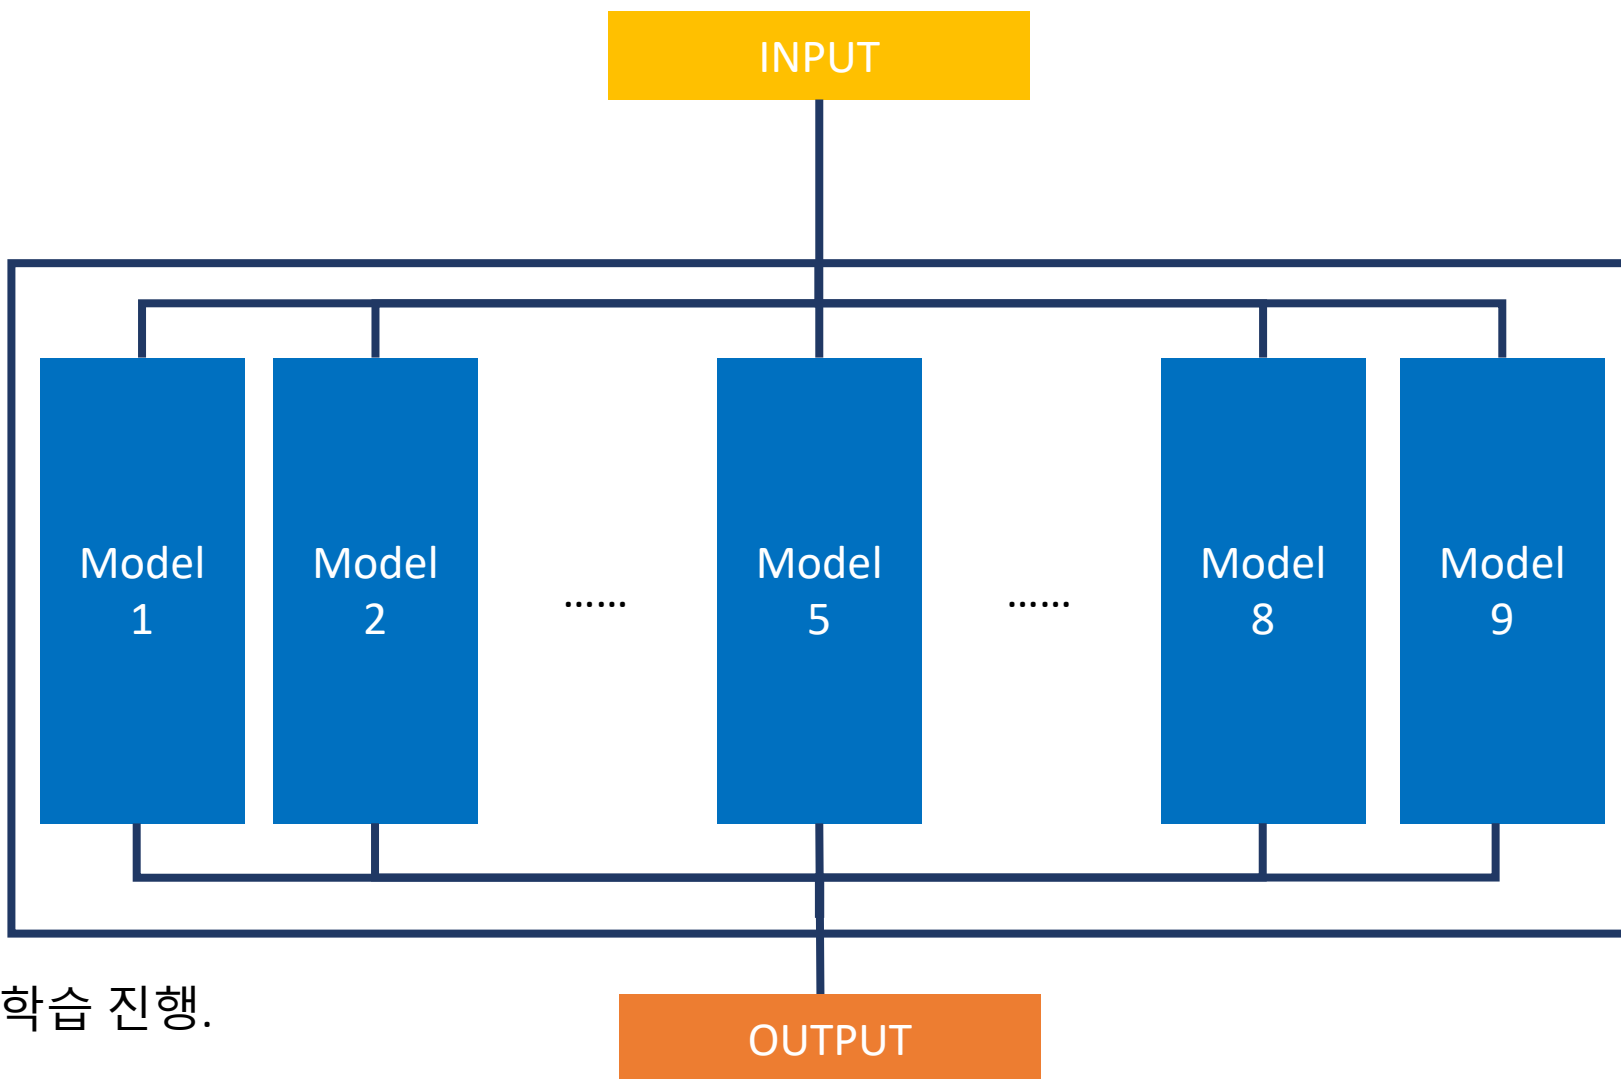 INPUT
Model
1
Model
2
……
Model
5
……
Model
8
Model
9
학습 진행.
OUTPUT